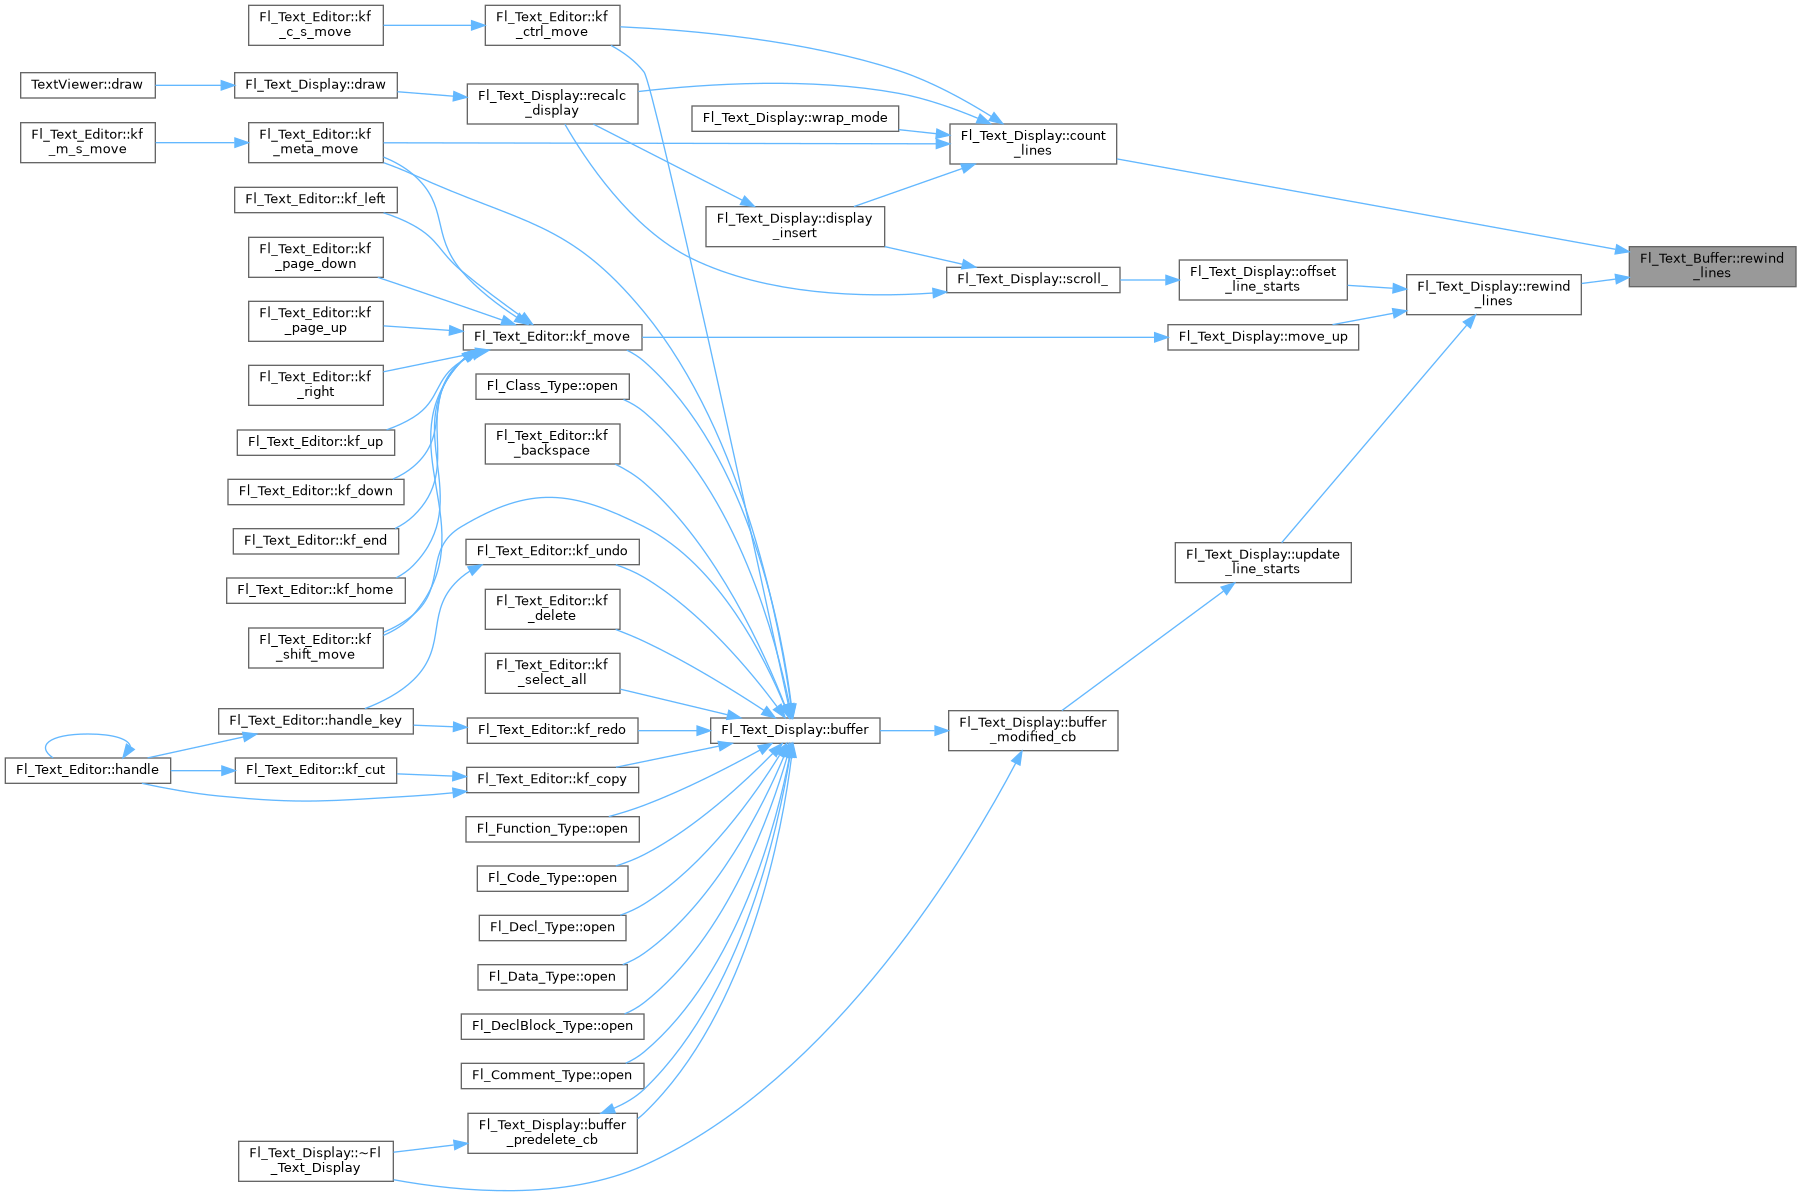 Fl_Text_Editor::kf
_c_s_move
Fl_Text_Editor::kf
_ctrl_move
TextViewer::draw
Fl_Text_Display::draw
Fl_Text_Display::recalc
_display
Fl_Text_Display::wrap_mode
Fl_Text_Display::count
_lines
Fl_Text_Editor::kf
_m_s_move
Fl_Text_Editor::kf
_meta_move
Fl_Text_Editor::kf_left
Fl_Text_Display::display
_insert
Fl_Text_Editor::kf
_page_down
Fl_Text_Display::scroll_
Fl_Text_Display::offset
_line_starts
Fl_Text_Display::rewind
_lines
Fl_Text_Buffer::rewind
_lines
Fl_Text_Editor::kf
_page_up
Fl_Text_Editor::kf_move
Fl_Text_Display::move_up
Fl_Text_Editor::kf
_right
Fl_Class_Type::open
Fl_Text_Editor::kf_up
Fl_Text_Editor::kf
_backspace
Fl_Text_Editor::kf_down
Fl_Text_Editor::kf_end
Fl_Text_Editor::kf_undo
Fl_Text_Display::update
_line_starts
Fl_Text_Editor::kf_home
Fl_Text_Editor::kf
_delete
Fl_Text_Editor::kf
_shift_move
Fl_Text_Editor::kf
_select_all
Fl_Text_Editor::handle_key
Fl_Text_Editor::kf_redo
Fl_Text_Display::buffer
Fl_Text_Display::buffer
_modified_cb
Fl_Text_Editor::handle
Fl_Text_Editor::kf_cut
Fl_Text_Editor::kf_copy
Fl_Function_Type::open
Fl_Code_Type::open
Fl_Decl_Type::open
Fl_Data_Type::open
Fl_DeclBlock_Type::open
Fl_Comment_Type::open
Fl_Text_Display::buffer
_predelete_cb
Fl_Text_Display::~Fl
_Text_Display